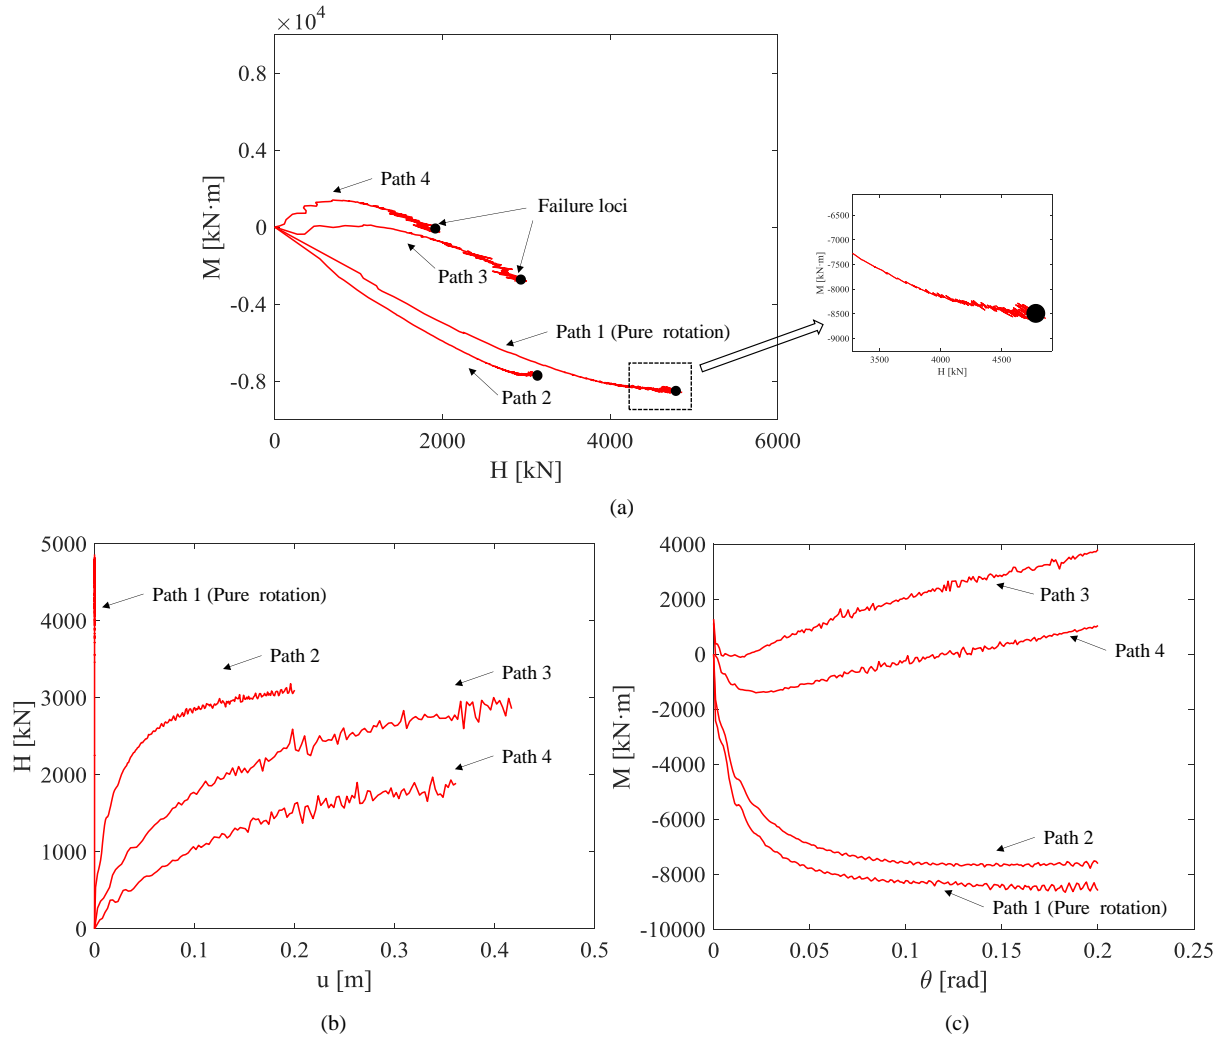 ×10⁴
0.8
0.4
0
-0.4
-0.8
M [kN·m]
0 2000 4000 6000
H [kN]
Path 4
Failure loci
Path 3
Path 1 (Pure rotation)
Path 2
-6500
-7000
-7500
-8000
-8500
-9000
M [kN·m]
3500 4000 4500
H [kN]
(a)
5000
4000
3000
2000
1000
0
H [kN]
Path 1 (Pure rotation)
Path 2
Path 3
Path 4
0 0.1 0.2 0.3 0.4 0.5
u [m]
(b)
4000
2000
0
-2000
-4000
-6000
-8000
-10000
M [kN·m]
Path 3
Path 4
Path 2
Path 1 (Pure rotation)
0 0.05 0.1 0.15 0.2 0.25
θ [rad]
(c)